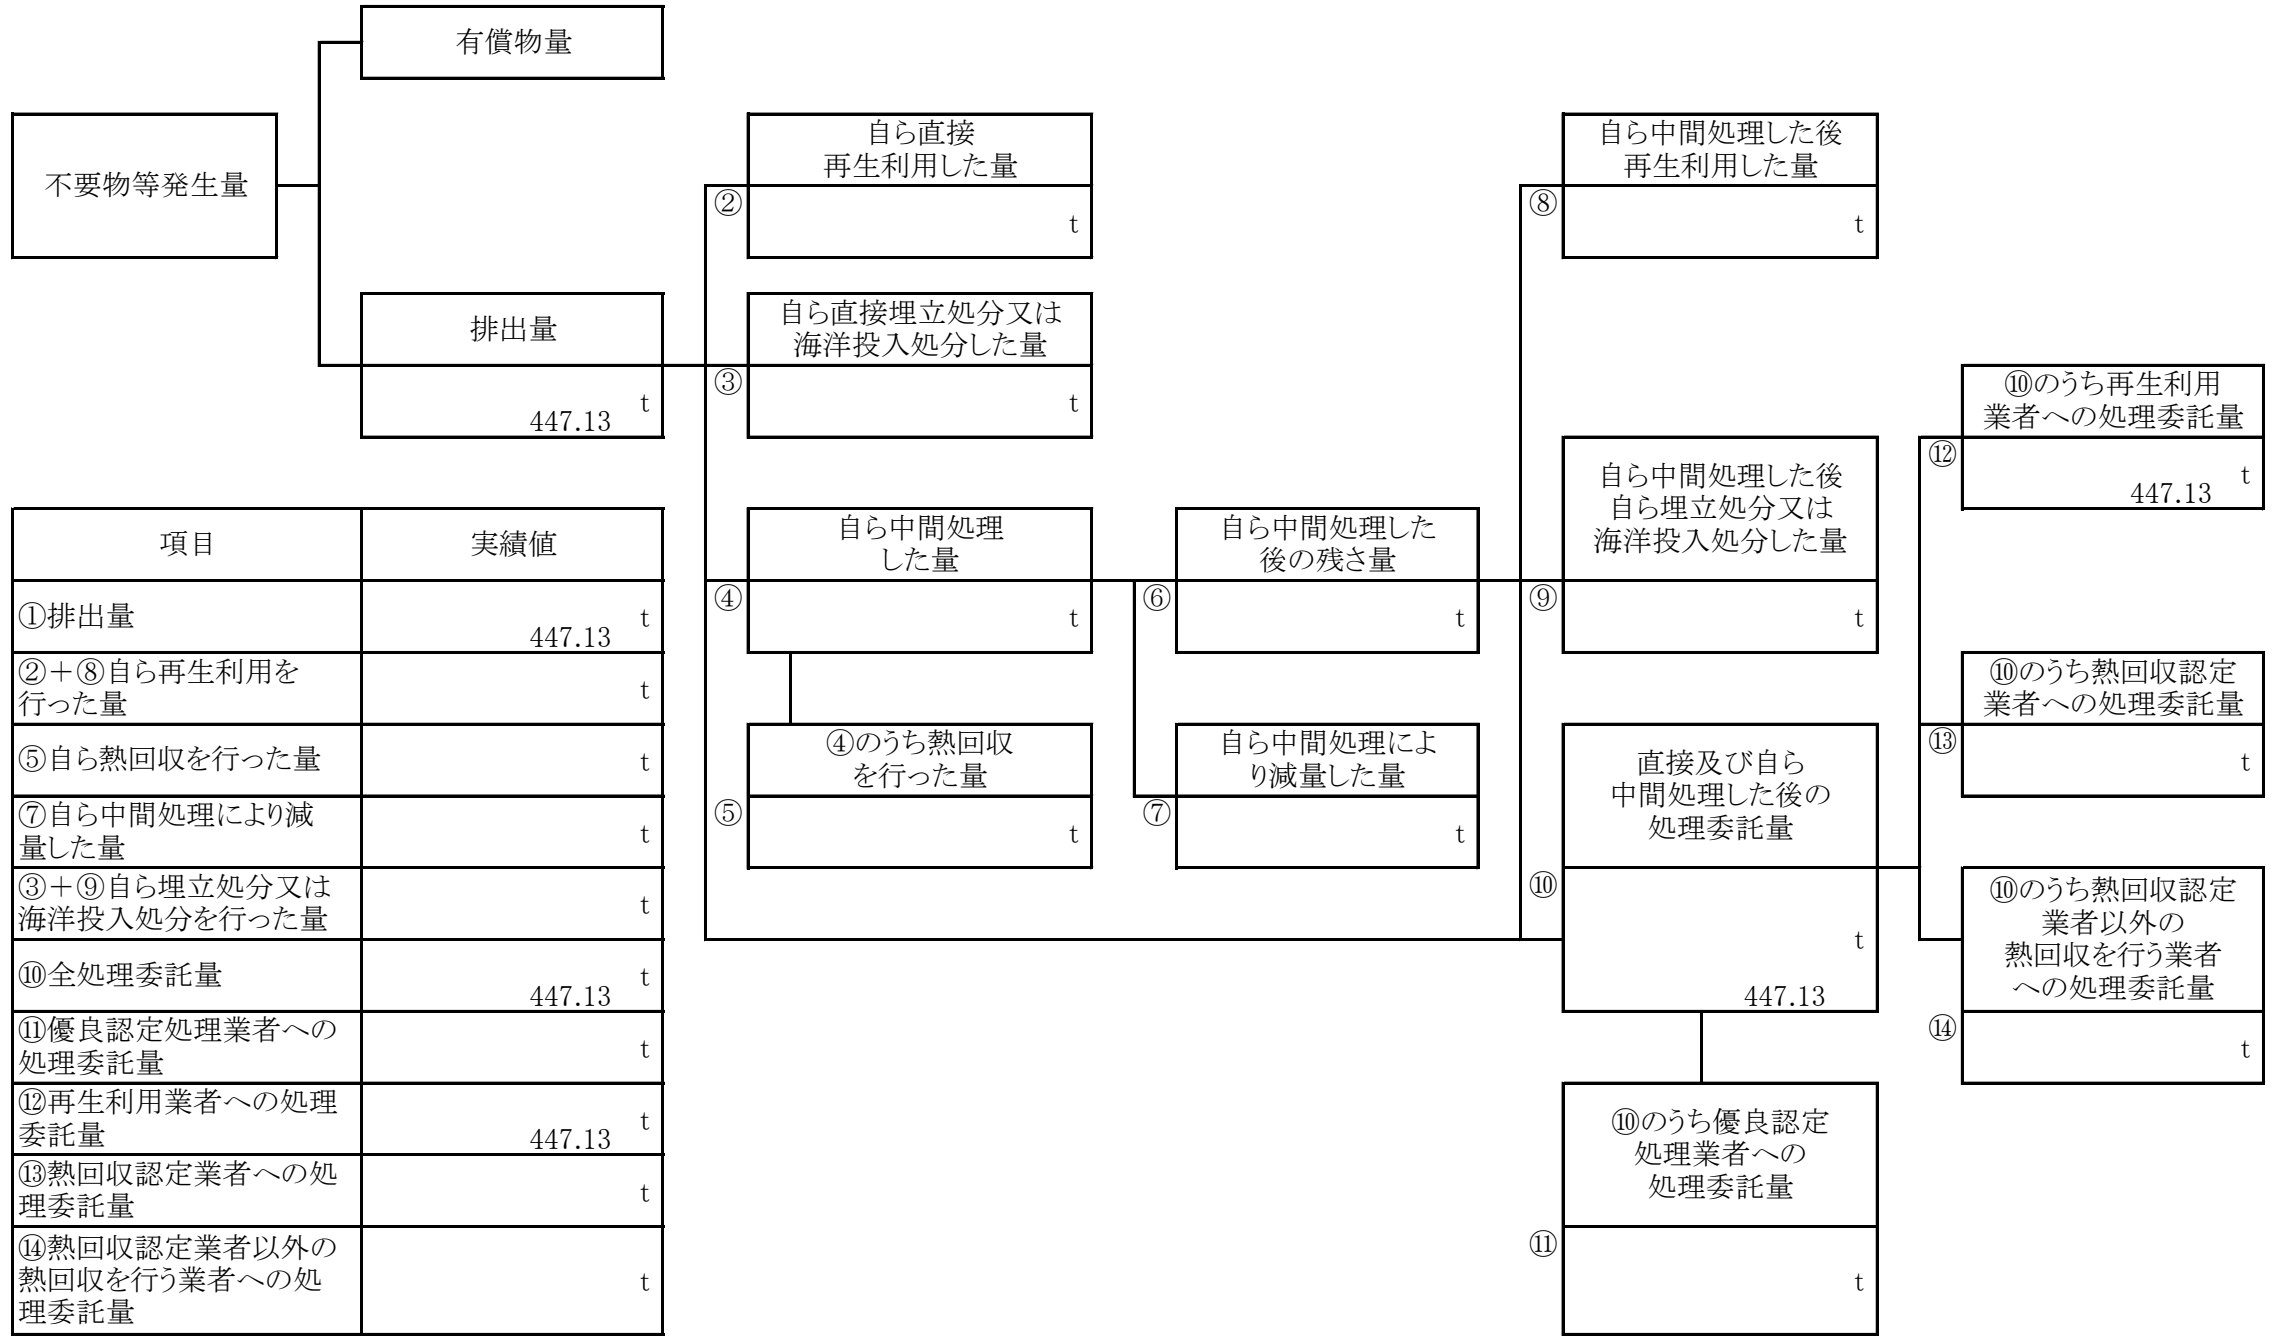 有償物量
不要物等発生量
排出量
t
447.13
自ら直接
再生利用した量
②
t
自ら直接埋立処分又は
海洋投入処分した量
③
t
自ら中間処理
した量
④
t
④のうち熱回収
を行った量
⑤
t
自ら中間処理した
後の残さ量
⑥
t
自ら中間処理によ
り減量した量
⑦
t
自ら中間処理した後
再生利用した量
⑧
t
自ら中間処理した後
自ら埋立処分又は
海洋投入処分した量
⑨
t
直接及び自ら
中間処理した後の
処理委託量
⑩
t
447.13
⑩のうち優良認定
処理業者への
処理委託量
⑪
t
⑩のうち再生利用
業者への処理委託量
⑫
t
447.13
⑩のうち熱回収認定
業者への処理委託量
⑬
t
⑩のうち熱回収認定
業者以外の
熱回収を行う業者
への処理委託量
⑭
t
項目 実績値
①排出量 t
447.13
②+⑧自ら再生利用を
行った量
t
⑤自ら熱回収を行った量 t
⑦自ら中間処理により減
量した量
t
③+⑨自ら埋立処分又は
海洋投入処分を行った量
t
⑩全処理委託量 t
447.13
⑪優良認定処理業者への
処理委託量
t
⑫再生利用業者への処理
委託量
t
447.13
⑬熱回収認定業者への処
理委託量
t
⑭熱回収認定業者以外の
熱回収を行う業者への処
理委託量
t